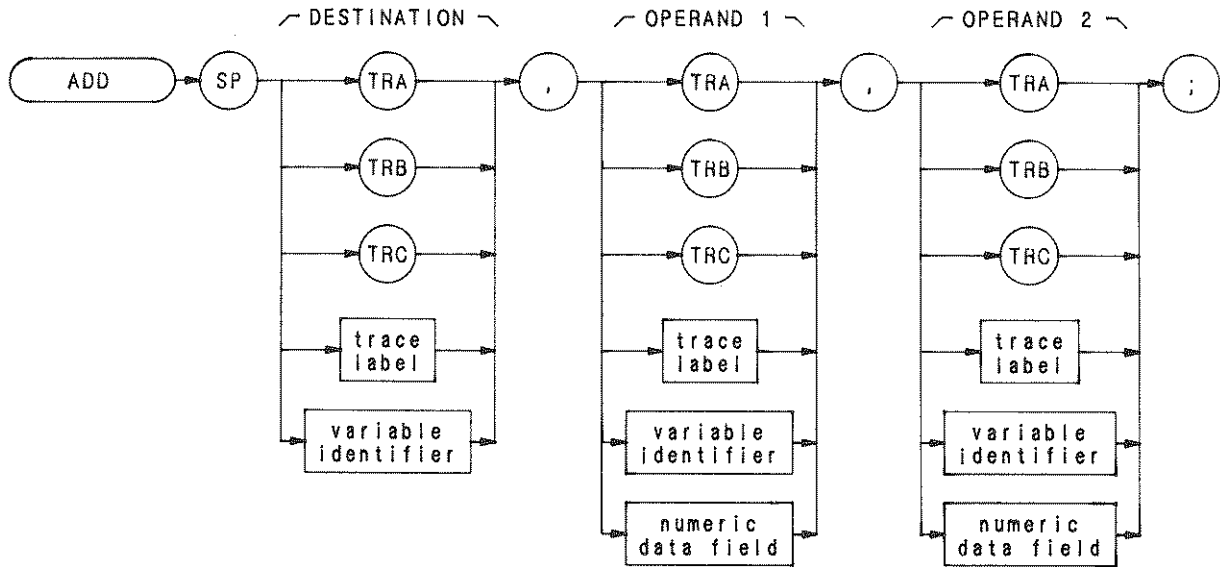 DESTINATION OPERAND 1 OPERAND 2
ADD SP TRA , TRA , TRA ;
TRB TRB TRB
TRC TRC TRC
trace label trace label trace label
variable identifier variable identifier variable identifier
numeric data field numeric data field